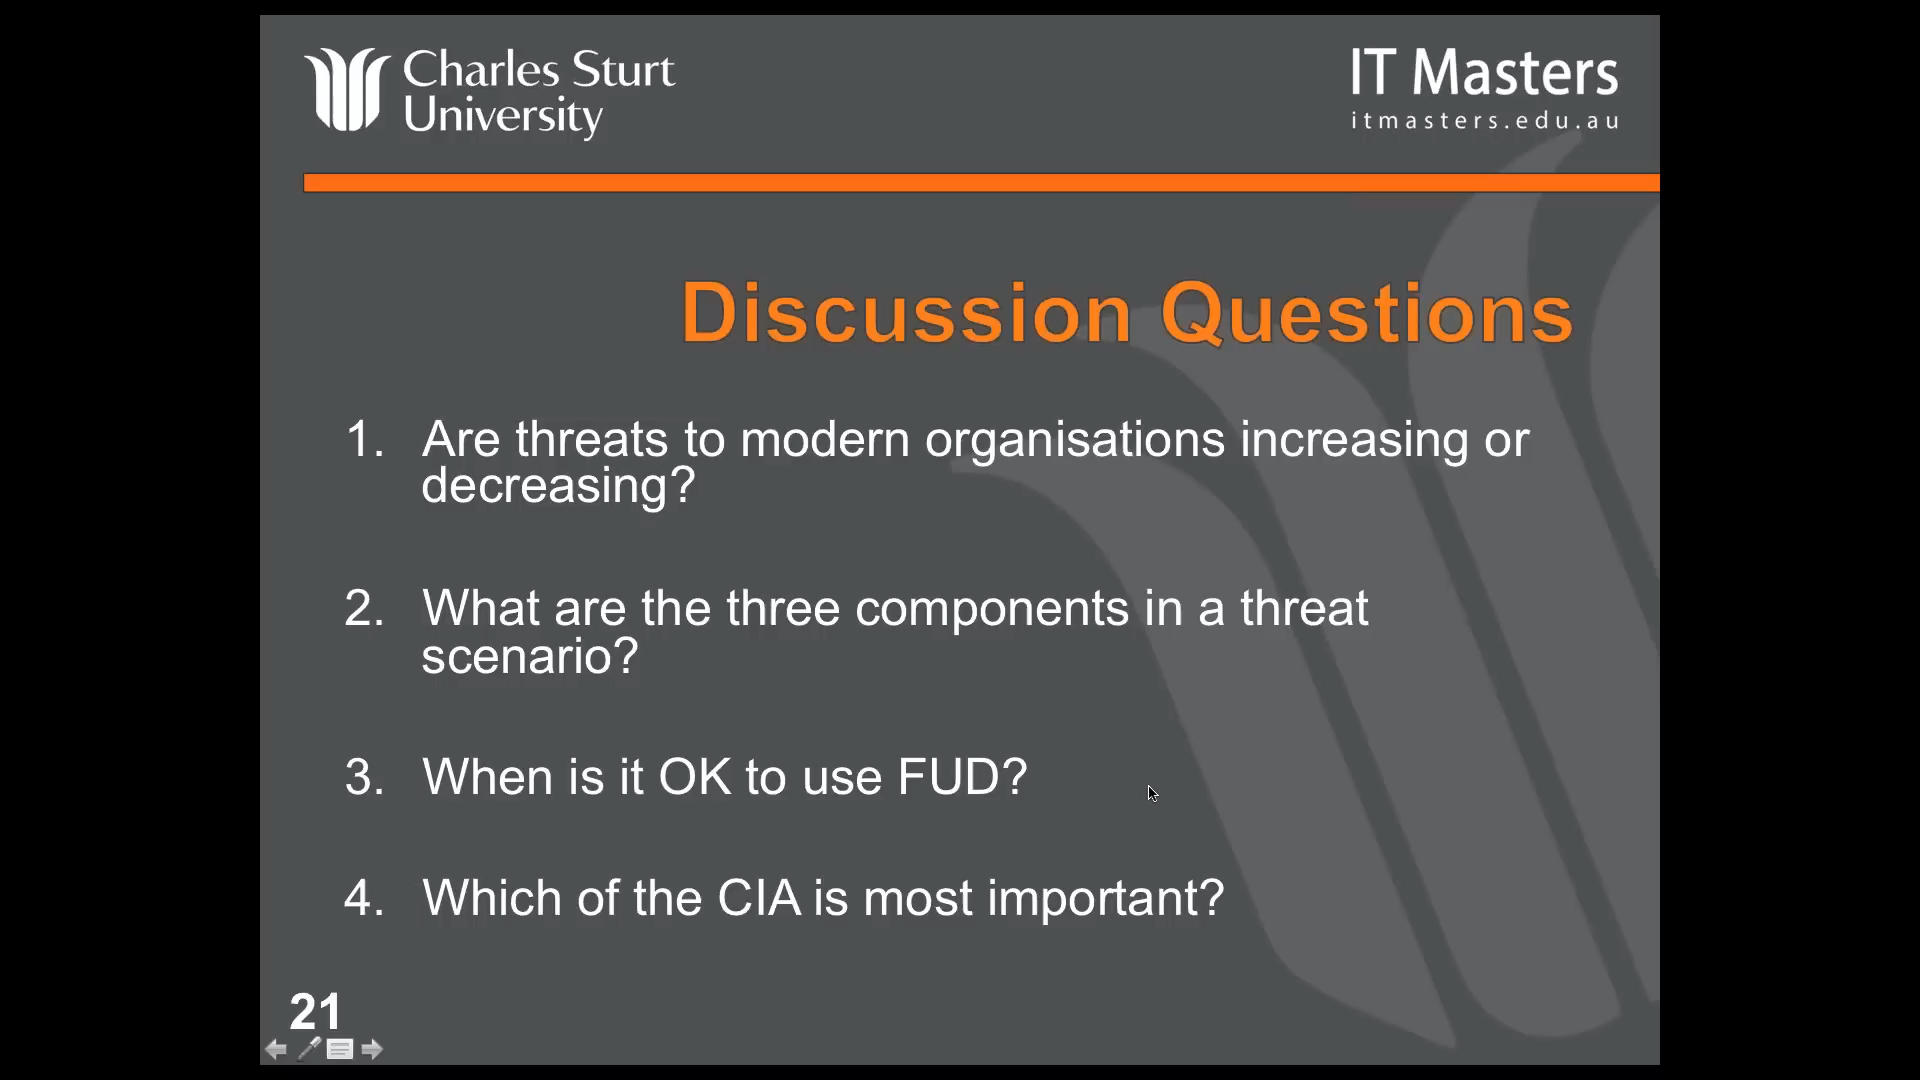 Charles Sturt
University
IT Masters
itmasters.edu.au
Discussion Questions
1. Are threats to modern organisations increasing or
decreasing?
2. What are the three components in a threat
scenario?
3. When is it OK to use FUD?
4. Which of the CIA is most important?
21